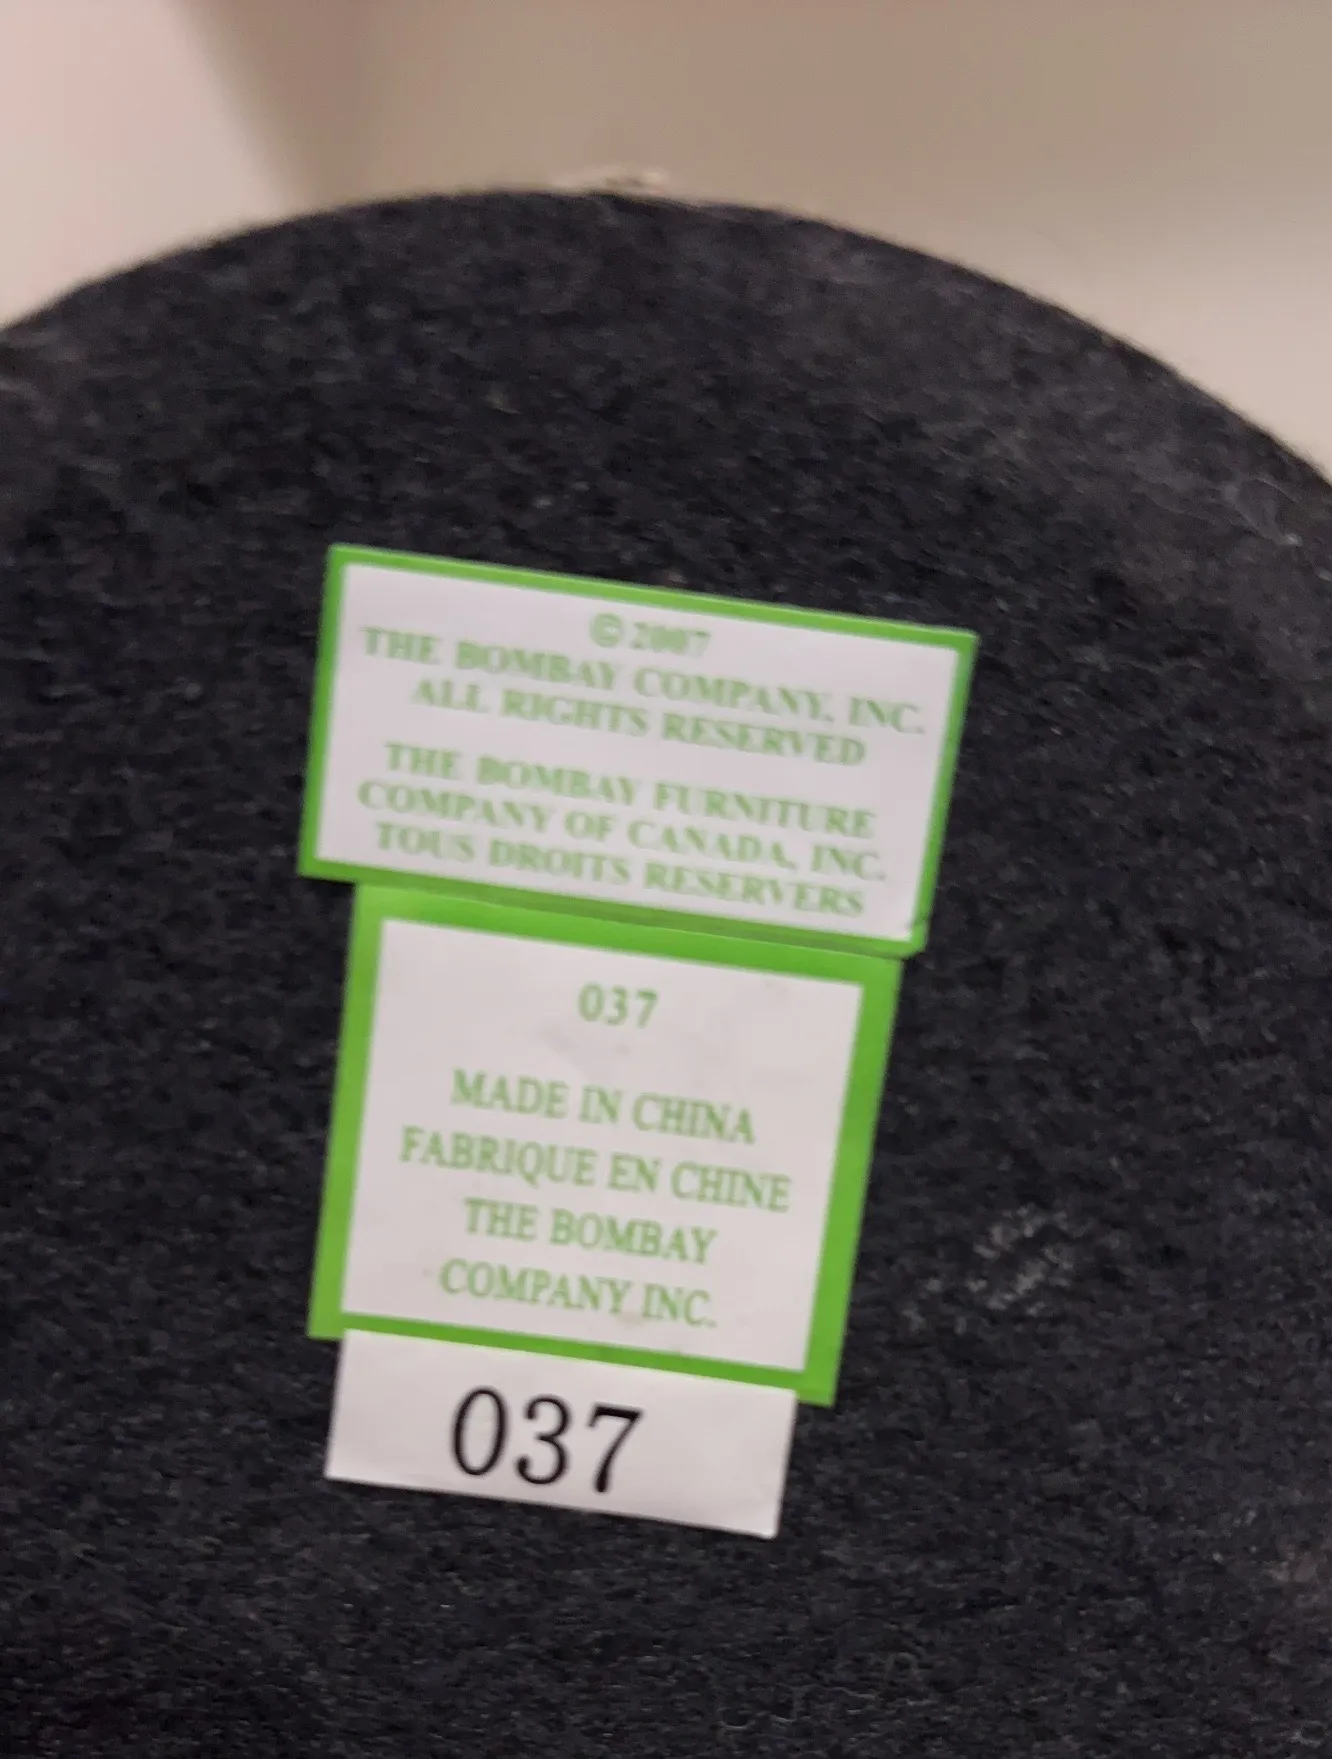 © 2007
THE BOMBAY COMPANY, INC.
ALL RIGHTS RESERVED
THE BOMBAY FURNITURE
COMPANY OF CANADA, INC.
TOUS DROITS RESERVERS
037
MADE IN CHINA
FABRIQUE EN CHINE
THE BOMBAY
COMPANY INC.
037